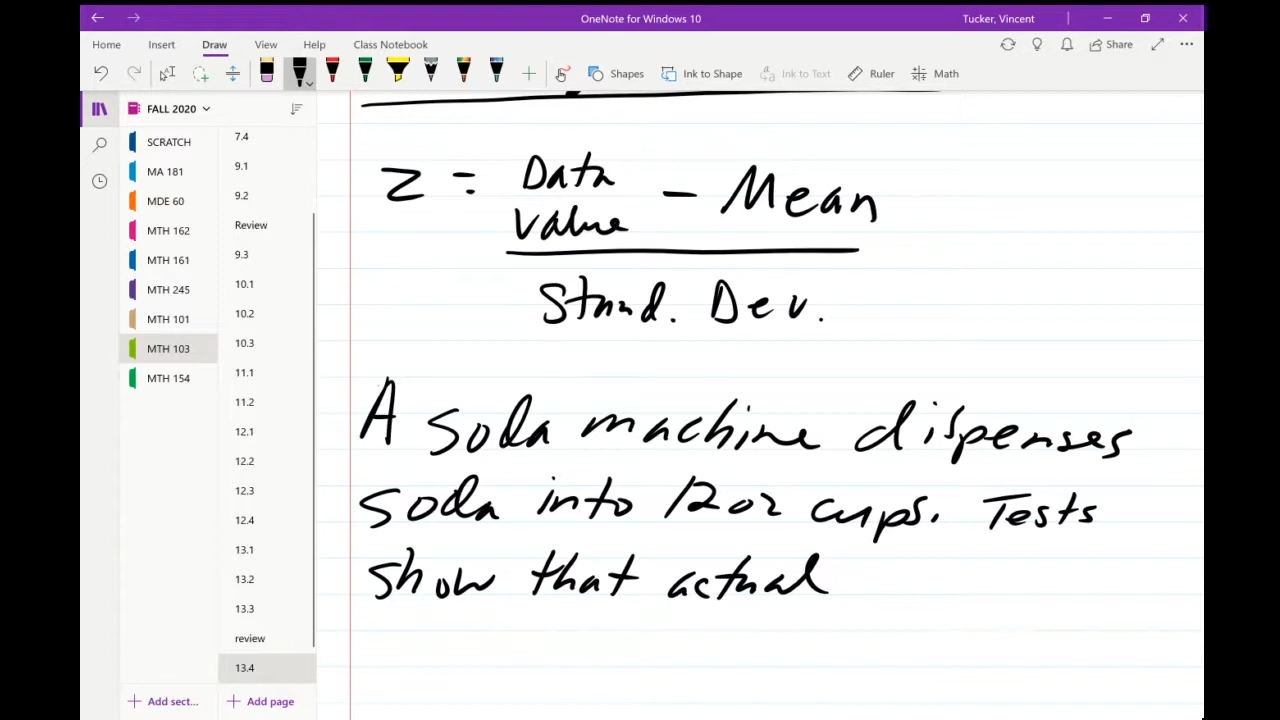 OneNote for Windows 10
Tucker, Vincent
Home Insert Draw View Help Class Notebook
Share
Shapes Ink to Shape Ink to Text Ruler Math
FALL 2020
SCRATCH
MA 181
MDE 60
MTH 162
MTH 161
MTH 245
MTH 101
MTH 103
MTH 154
Add sect...
7.4
9.1
9.2
Review
9.3
10.1
10.2
10.3
11.1
11.2
12.1
12.2
12.3
12.4
13.1
13.2
13.3
review
13.4
Add page
z = Data Value - Mean
Stand. Dev.
A soda machine dispenses
soda into 12 oz cups. Tests
show that actual